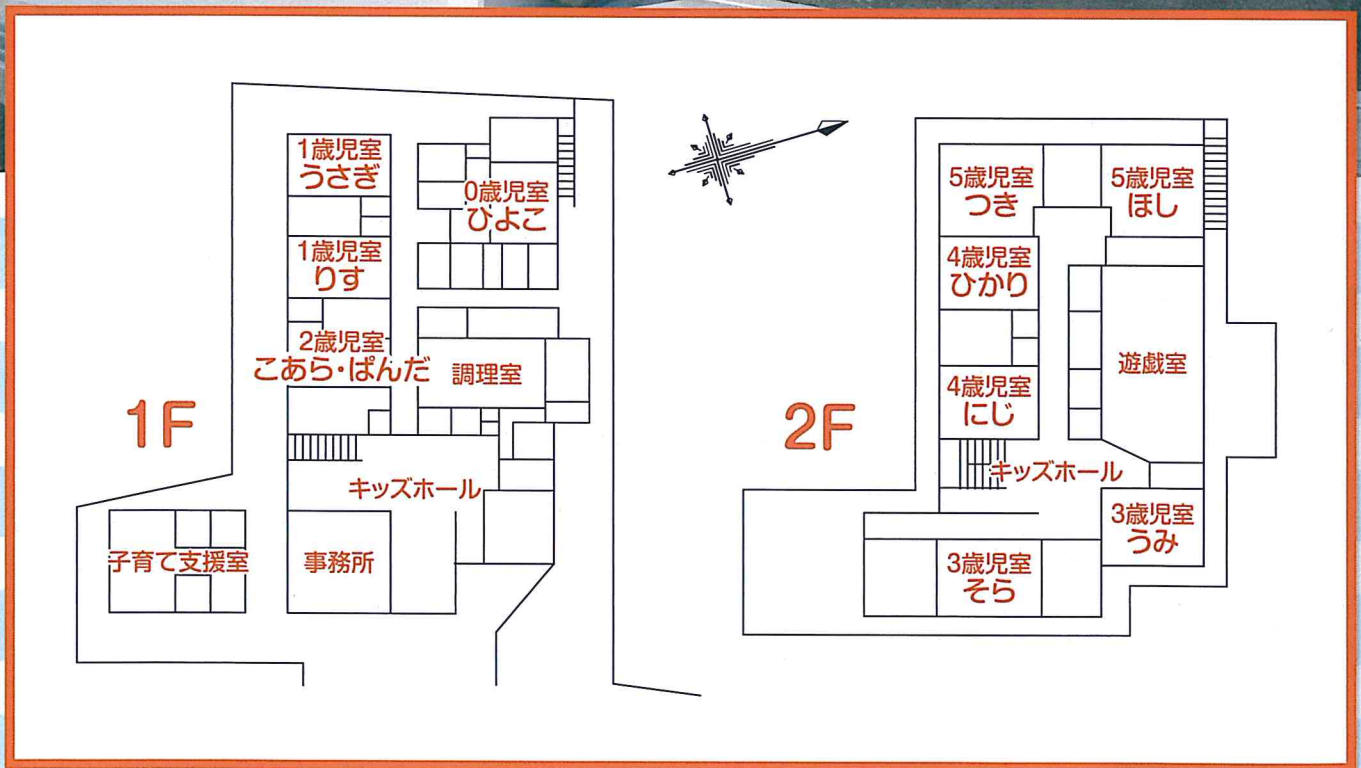 1F
1歳児室
うさぎ
0歳児室
ひよこ
1歳児室
りす
2歳児室
こあら・ぱんだ
調理室
キッズホール
子育て支援室
事務所
2F
5歳児室
つき
5歳児室
ほし
4歳児室
ひかり
遊戯室
4歳児室
にじ
キッズホール
3歳児室
うみ
3歳児室
そら